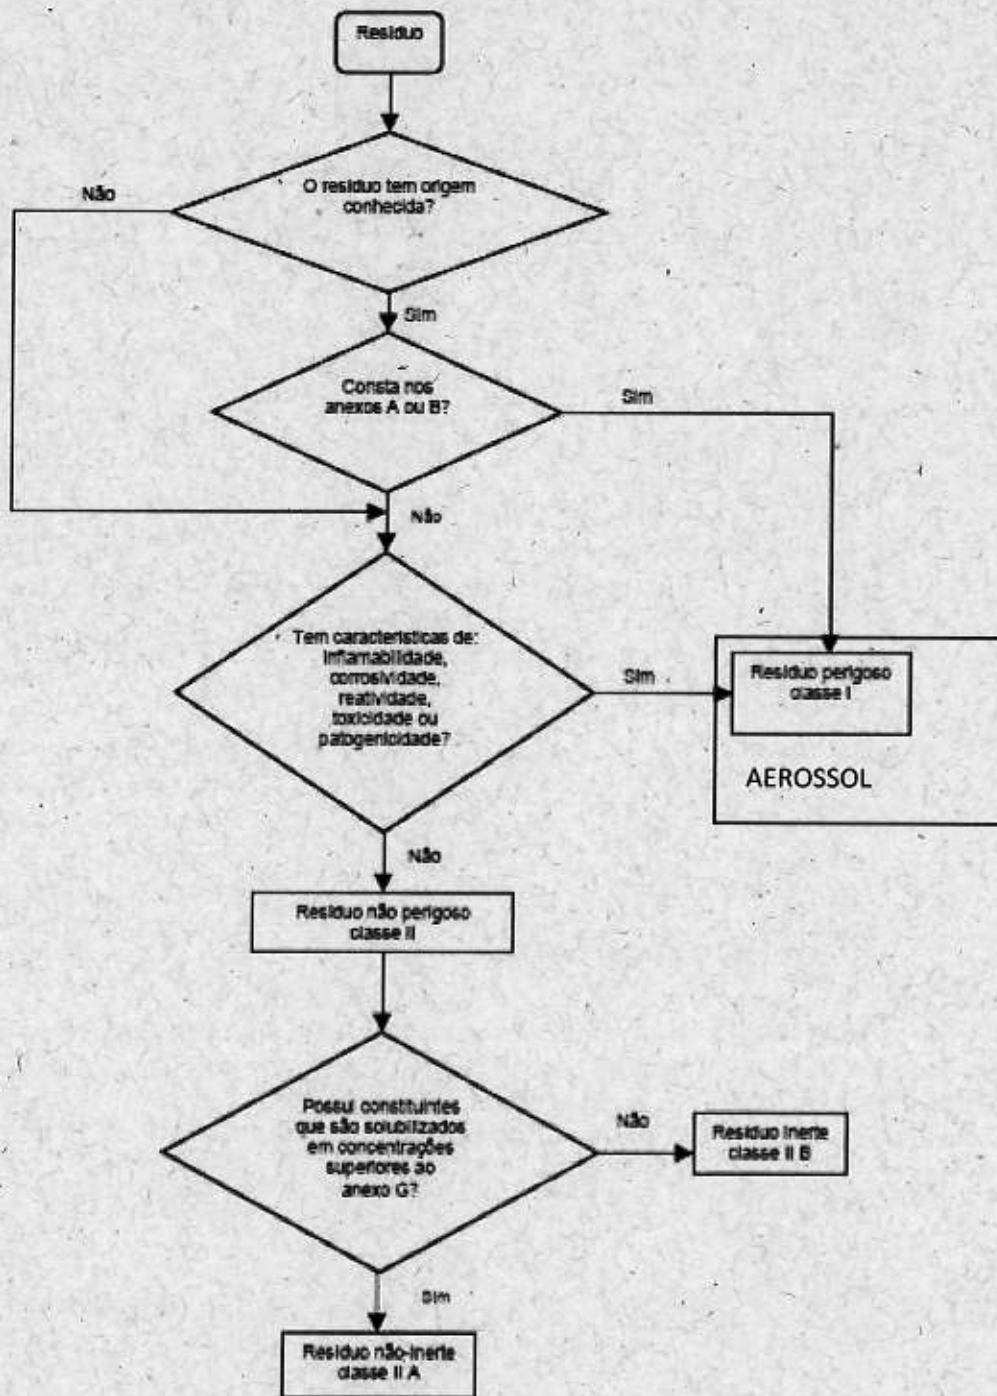 Resíduo
O resíduo tem origem
conhecida?
Não
Sim
Consta nos
anexos A ou B?
Sim
Não
Tem características de:
Inflamabilidade,
corrosividade,
reatividade,
toxicidade ou
patogenicidade?
Sim
Resíduo perigoso
classe I
AEROSSOL
Não
Resíduo não perigoso
classe II
Possui constituintes
que são solubilizados
em concentrações
superiores ao
anexo G?
Não
Resíduo inerte
classe II B
Sim
Resíduo não-inerte
classe II A